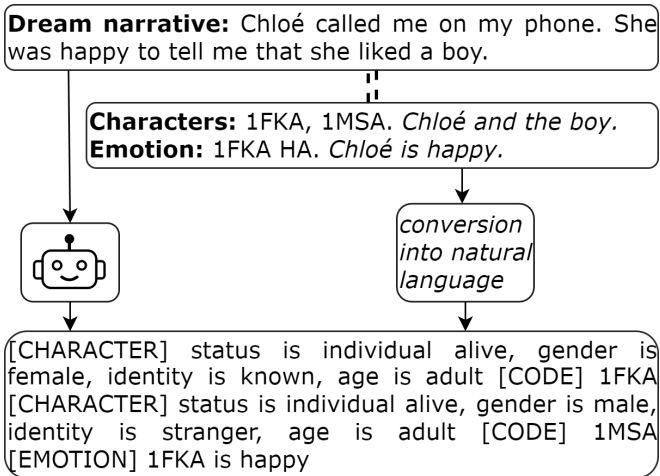 Dream narrative: Chloé called me on my phone. She
was happy to tell me that she liked a boy.
Characters: 1FKA, 1MSA. Chloé and the boy.
Emotion: 1FKA HA. Chloé is happy.
conversion
into natural
language
[CHARACTER] status is individual alive, gender is
female, identity is known, age is adult [CODE] 1FKA
[CHARACTER] status is individual alive, gender is male,
identity is stranger, age is adult [CODE] 1MSA
[EMOTION] 1FKA is happy